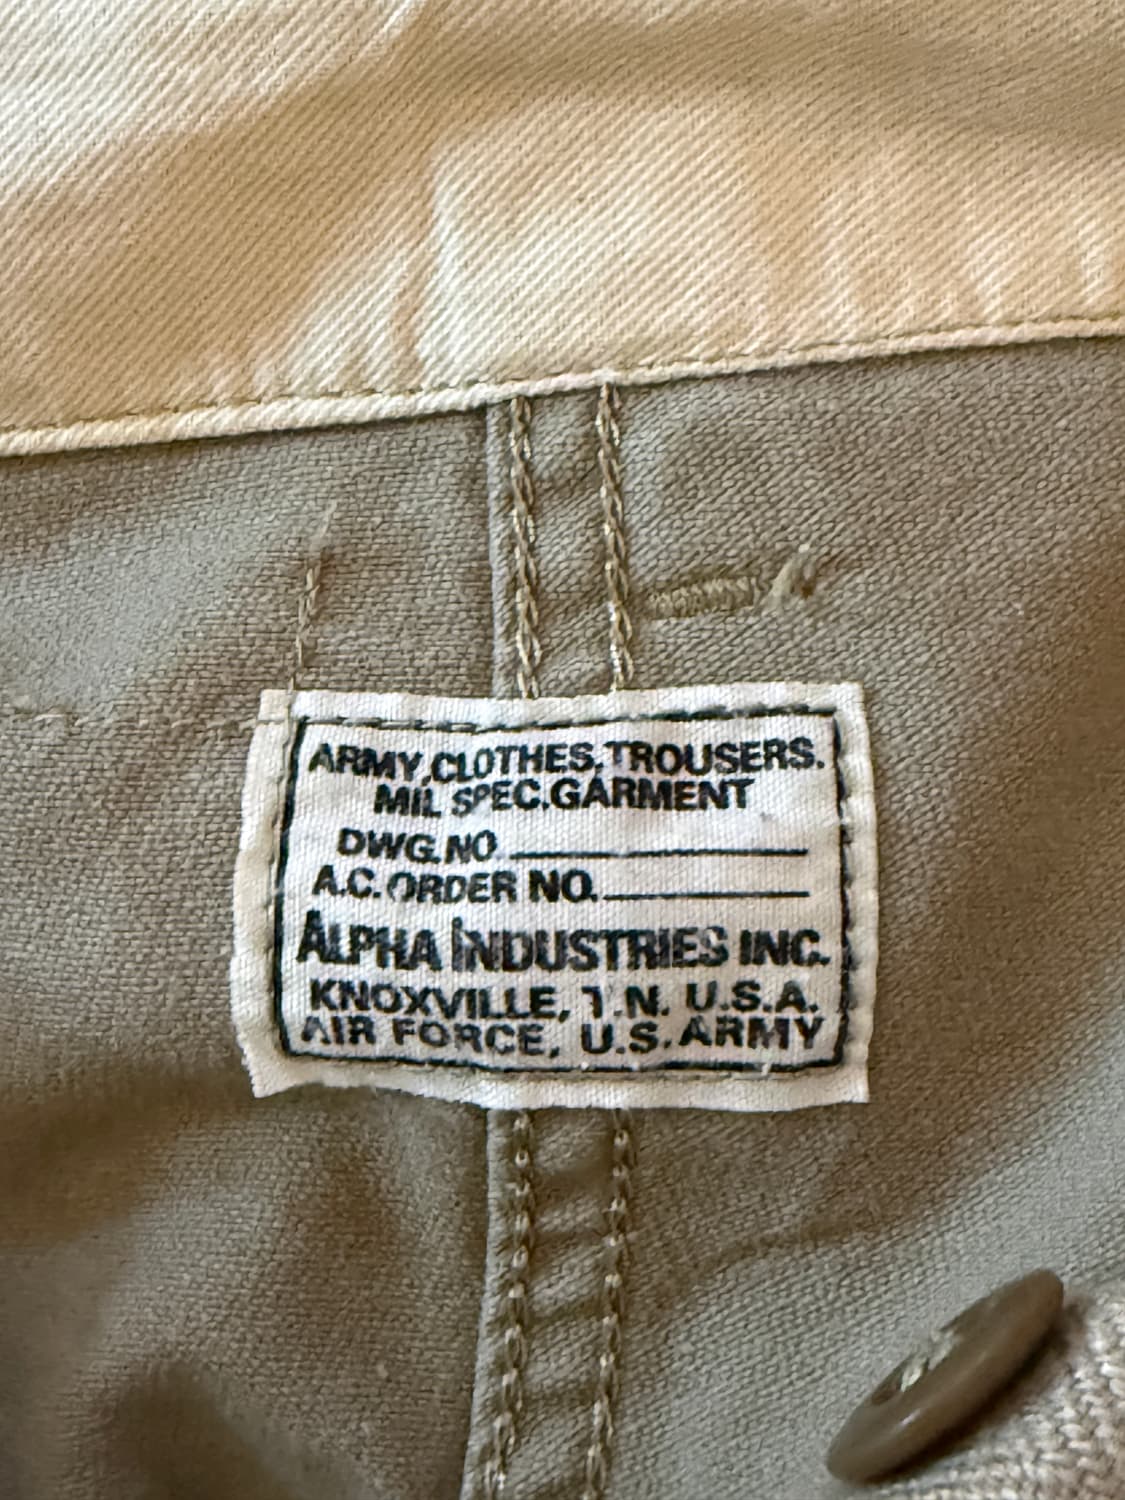 ARMY,CLOTHES,TROUSERS.
MIL SPEC.GARMENT
DWG.NO
A.C.ORDER NO.
ALPHA INDUSTRIES INC.
KNOXVILLE, T.N. U.S.A.
AIR FORCE, U.S.ARMY